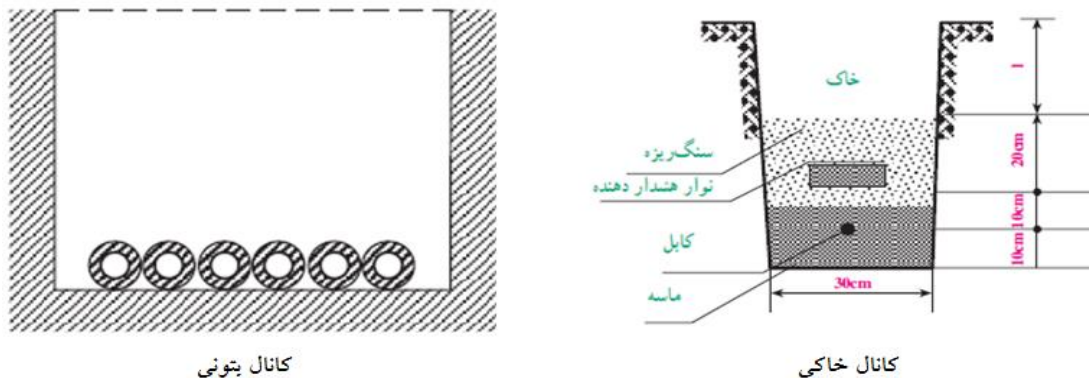 خاک
سنگ‌ریزه
نوار هشدار دهنده
کابل
ماسه
1
20cm
10cm
10cm
30cm
کانال خاکی
کانال بتونی